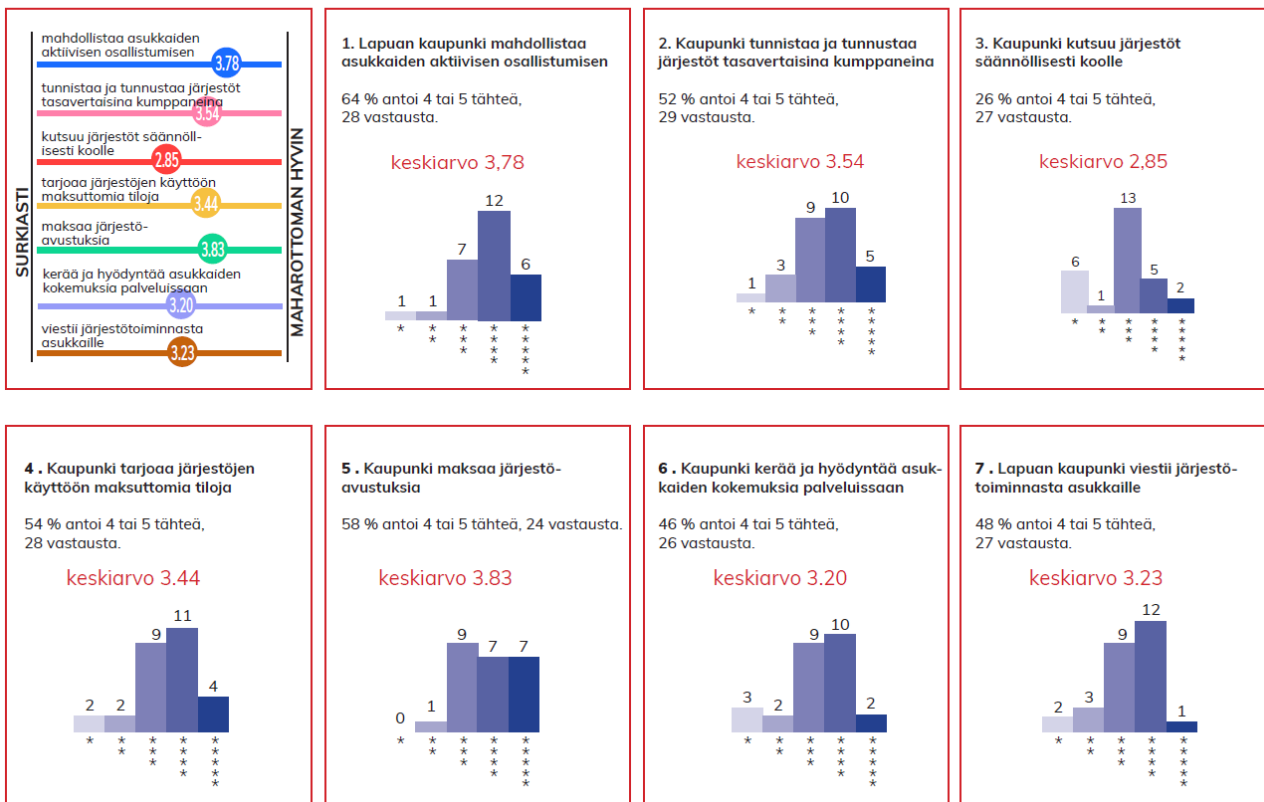 SURKIASTI
mahdollistaa asukkaiden
aktiivisen osallistumisen
3.78
tunnistaa ja tunnustaa järjestöt
tasavertaisina kumppaneina
3.54
kutsuu järjestöt säännöll-
isesti koolle
2.85
tarjoaa järjestöjen käyttöön
maksuttomia tiloja
3.44
maksaa järjestö-
avustuksia
3.83
kerää ja hyödyntää asukkaiden
kokemuksia palveluissaan
3.20
viestii järjestötoiminnasta
asukkaille
3.23
MAHAROTTOMAN HYVIN
1. Lapuan kaupunki mahdollistaa
asukkaiden aktiivisen osallistumisen
64 % antoi 4 tai 5 tähteä,
28 vastausta.
keskiarvo 3,78
1 1 7 12 6
* ** *** **** *****
2. Kaupunki tunnistaa ja tunnustaa
järjestöt tasavertaisina kumppaneina
52 % antoi 4 tai 5 tähteä,
29 vastausta.
keskiarvo 3.54
1 3 9 10 5
* ** *** **** *****
3. Kaupunki kutsuu järjestöt
säännöllisesti koolle
26 % antoi 4 tai 5 tähteä,
27 vastausta.
keskiarvo 2,85
6 1 13 5 2
* ** *** **** *****
4 . Kaupunki tarjoaa järjestöjen
käyttöön maksuttomia tiloja
54 % antoi 4 tai 5 tähteä,
28 vastausta.
keskiarvo 3.44
2 2 9 11 4
* ** *** **** *****
5 . Kaupunki maksaa järjestö-
avustuksia
58 % antoi 4 tai 5 tähteä, 24 vastausta.
keskiarvo 3.83
0 1 9 7 7
* ** *** **** *****
6 . Kaupunki kerää ja hyödyntää asuk-
kaiden kokemuksia palveluissaan
46 % antoi 4 tai 5 tähteä,
26 vastausta.
keskiarvo 3.20
3 2 9 10 2
* ** *** **** *****
7 . Lapuan kaupunki viestii järjestö-
toiminnasta asukkaille
48 % antoi 4 tai 5 tähteä,
27 vastausta.
keskiarvo 3.23
2 3 9 12 1
* ** *** **** *****